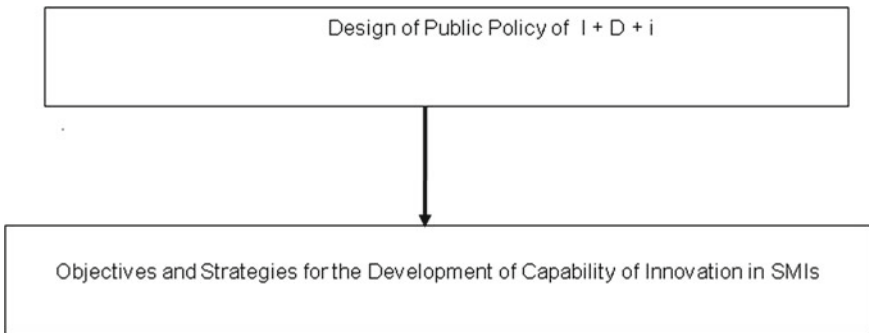 Design of Public Policy of I + D + i
Objectives and Strategies for the Development of Capability of Innovation in SMIs